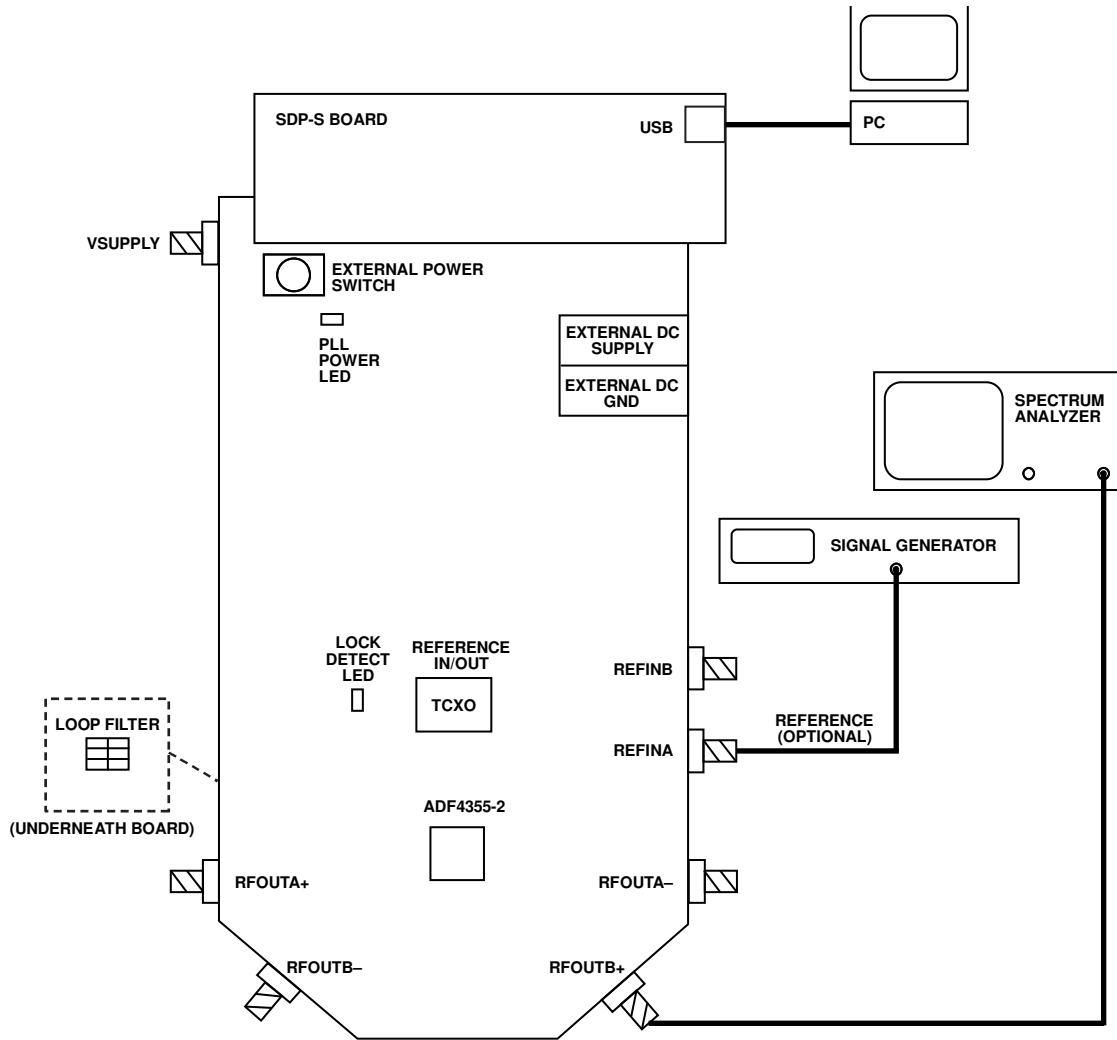 SDP-S BOARD
USB
PC
VSUPPLY
EXTERNAL POWER
SWITCH
PLL
POWER
LED
EXTERNAL DC
SUPPLY
EXTERNAL DC
GND
SPECTRUM
ANALYZER
SIGNAL GENERATOR
LOCK
DETECT
LED
REFERENCE
IN/OUT
TCXO
REFINB
REFINA
REFERENCE
(OPTIONAL)
LOOP FILTER
(UNDERNEATH BOARD)
ADF4355-2
RFOUTA+
RFOUTA–
RFOUTB–
RFOUTB+